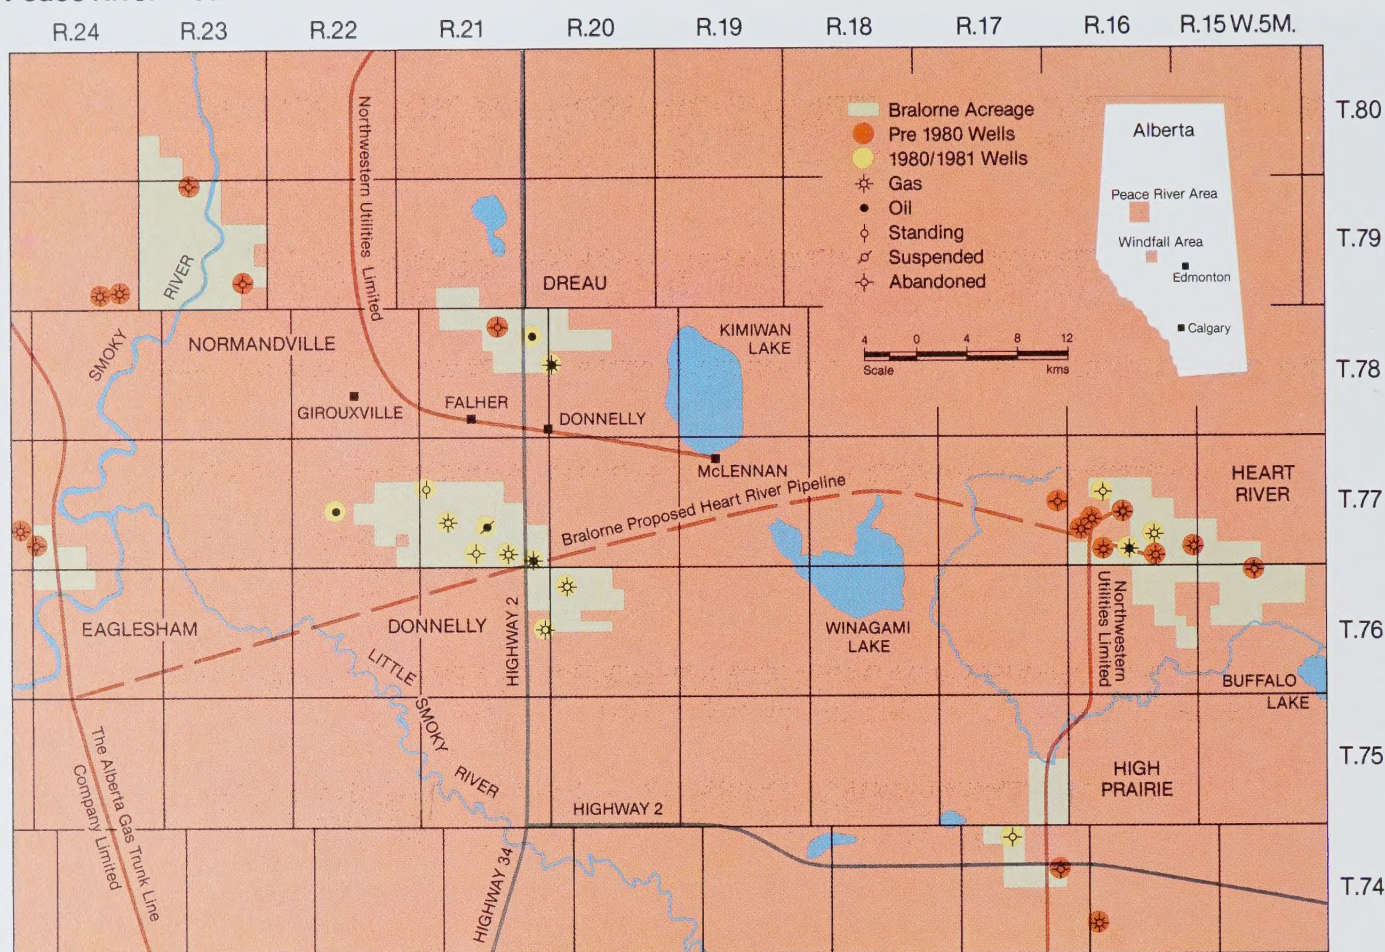 R.24 R.23 R.22 R.21 R.20 R.19 R.18 R.17 R.16 R.15 W.5M.
T.80
T.79
T.78
T.77
T.76
T.75
T.74
Bralorne Acreage
Pre 1980 Wells
1980/1981 Wells
Gas
Oil
Standing
Suspended
Abandoned
4 0 4 8 12
Scale kms
Alberta
Peace River Area
Windfall Area
Edmonton
Calgary
Northwestern Utilities Limited
RIVER
SMOKY
NORMANDVILLE
DREAU
KIMIWAN
LAKE
GIROUXVILLE
FALHER
DONNELLY
McLENNAN
Bralorne Proposed Heart River Pipeline
HEART
RIVER
EAGLESHAM
DONNELLY
HIGHWAY 2
WINAGAMI
LAKE
Northwestern
Utilities Limited
BUFFALO
LAKE
LITTLE
SMOKY
RIVER
The Alberta Gas Trunk Line
Company Limited
HIGHWAY 2
HIGHWAY 34
HIGH
PRAIRIE